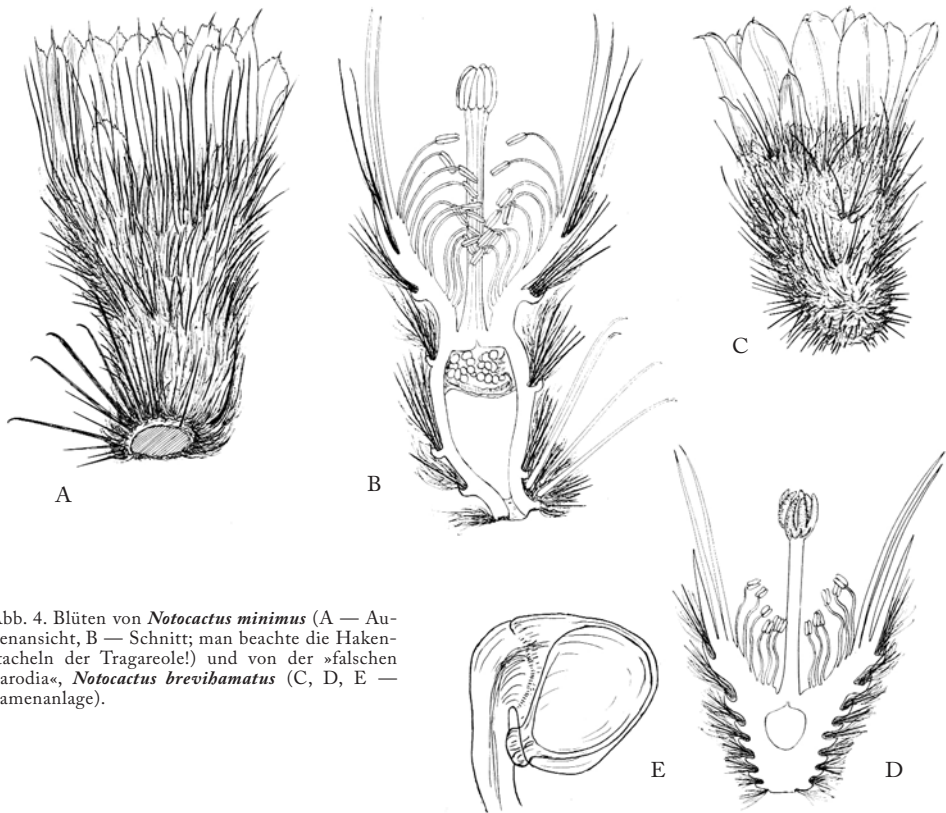 A
B
C
D
E
Abb. 4. Blüten von Notocactus minimus (A — Au-
enansicht, B — Schnitt; man beachte die Haken-
tacheln der Tragareole!) und von der »falschen
arodia«, Notocactus brevihamatus (C, D, E —
amenanlage).